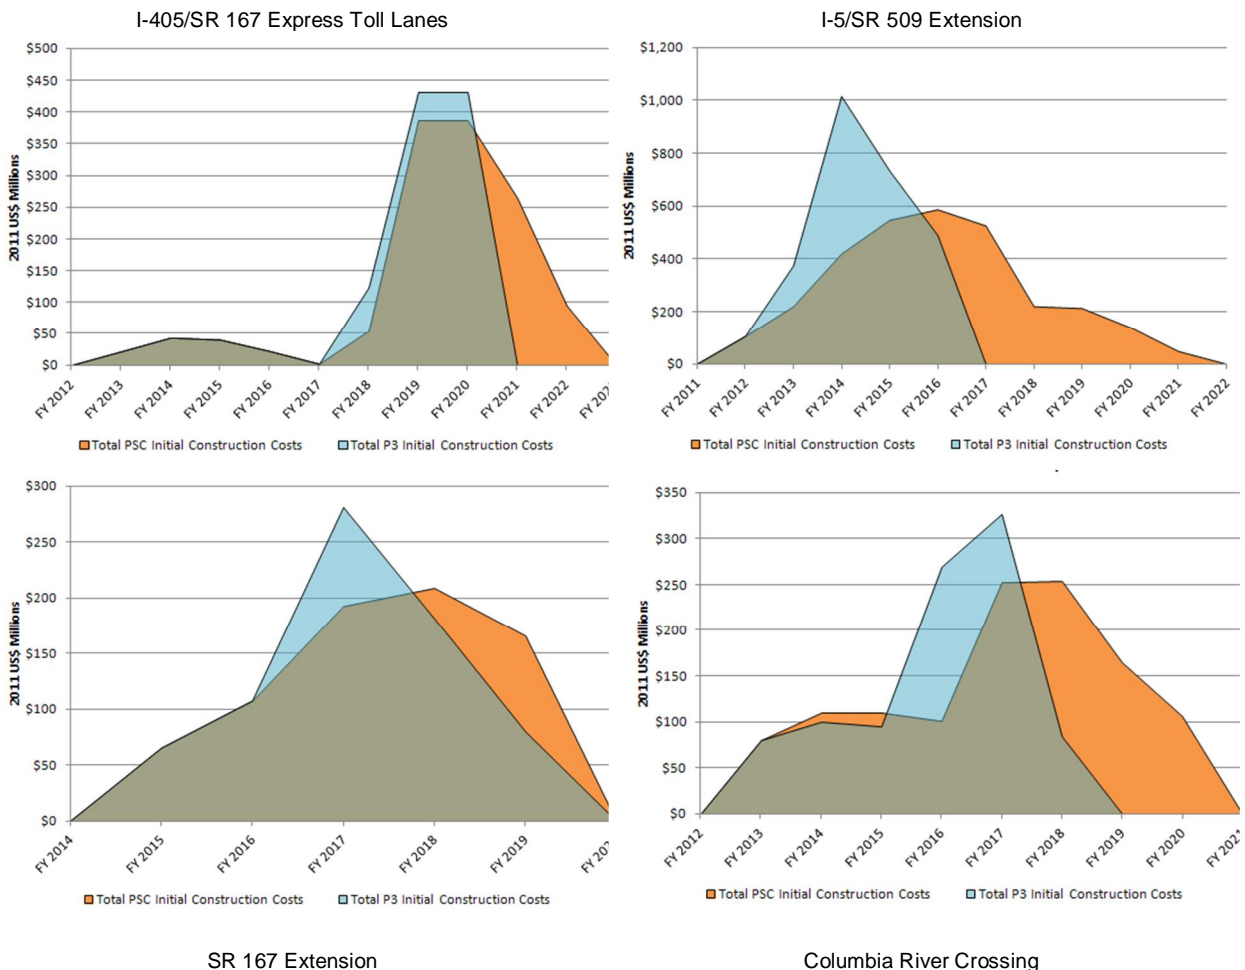 I-405/SR 167 Express Toll Lanes
$500
$450
$400
$350
$300
$250
$200
$150
$100
$50
$0
2011 US$ Millions
FY 2012
FY 2013
FY 2014
FY 2015
FY 2016
FY 2017
FY 2018
FY 2019
FY 2020
FY 2021
FY 2022
FY 20
Total PSC Initial Construction Costs
Total P3 Initial Construction Costs
I-5/SR 509 Extension
$1,200
$1,000
$800
$600
$400
$200
$0
2011 US$ Millions
FY 2011
FY 2012
FY 2013
FY 2014
FY 2015
FY 2016
FY 2017
FY 2018
FY 2019
FY 2020
FY 2021
FY 2022
Total PSC Initial Construction Costs
Total P3 Initial Construction Costs
$300
$250
$200
$150
$100
$50
$0
FY 2014
FY 2015
FY 2016
FY 2017
FY 2018
FY 2019
FY 20
Total PSC Initial Construction Costs
Total P3 Initial Construction Costs
SR 167 Extension
$350
$300
$250
$200
$150
$100
$50
$0
2011 US$ Millions
FY 2012
FY 2013
FY 2014
FY 2015
FY 2016
FY 2017
FY 2018
FY 2019
FY 2020
FY 2021
Total PSC Initial Construction Costs
Total P3 Initial Construction Costs
Columbia River Crossing